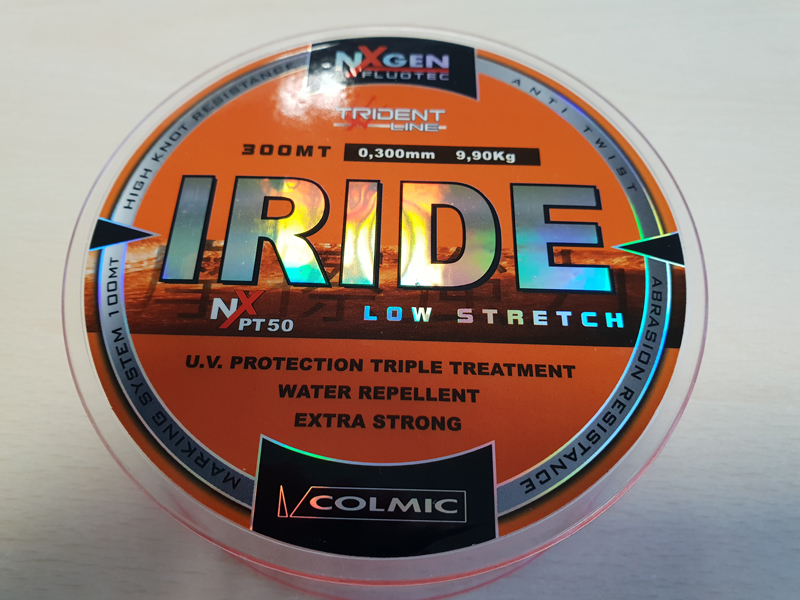 NXGEN
FLUOTEC
TRIDENT
LINE
300MT 0,300mm 9,90Kg
IRIDE
NX PT50
LOW STRETCH
U.V. PROTECTION TRIPLE TREATMENT
WATER REPELLENT
EXTRA STRONG
COLMIC
HIGH KNOT RESISTANCE
ANTI TWIST
ABRASION RESISTANCE
MARKING SYSTEM 100MT